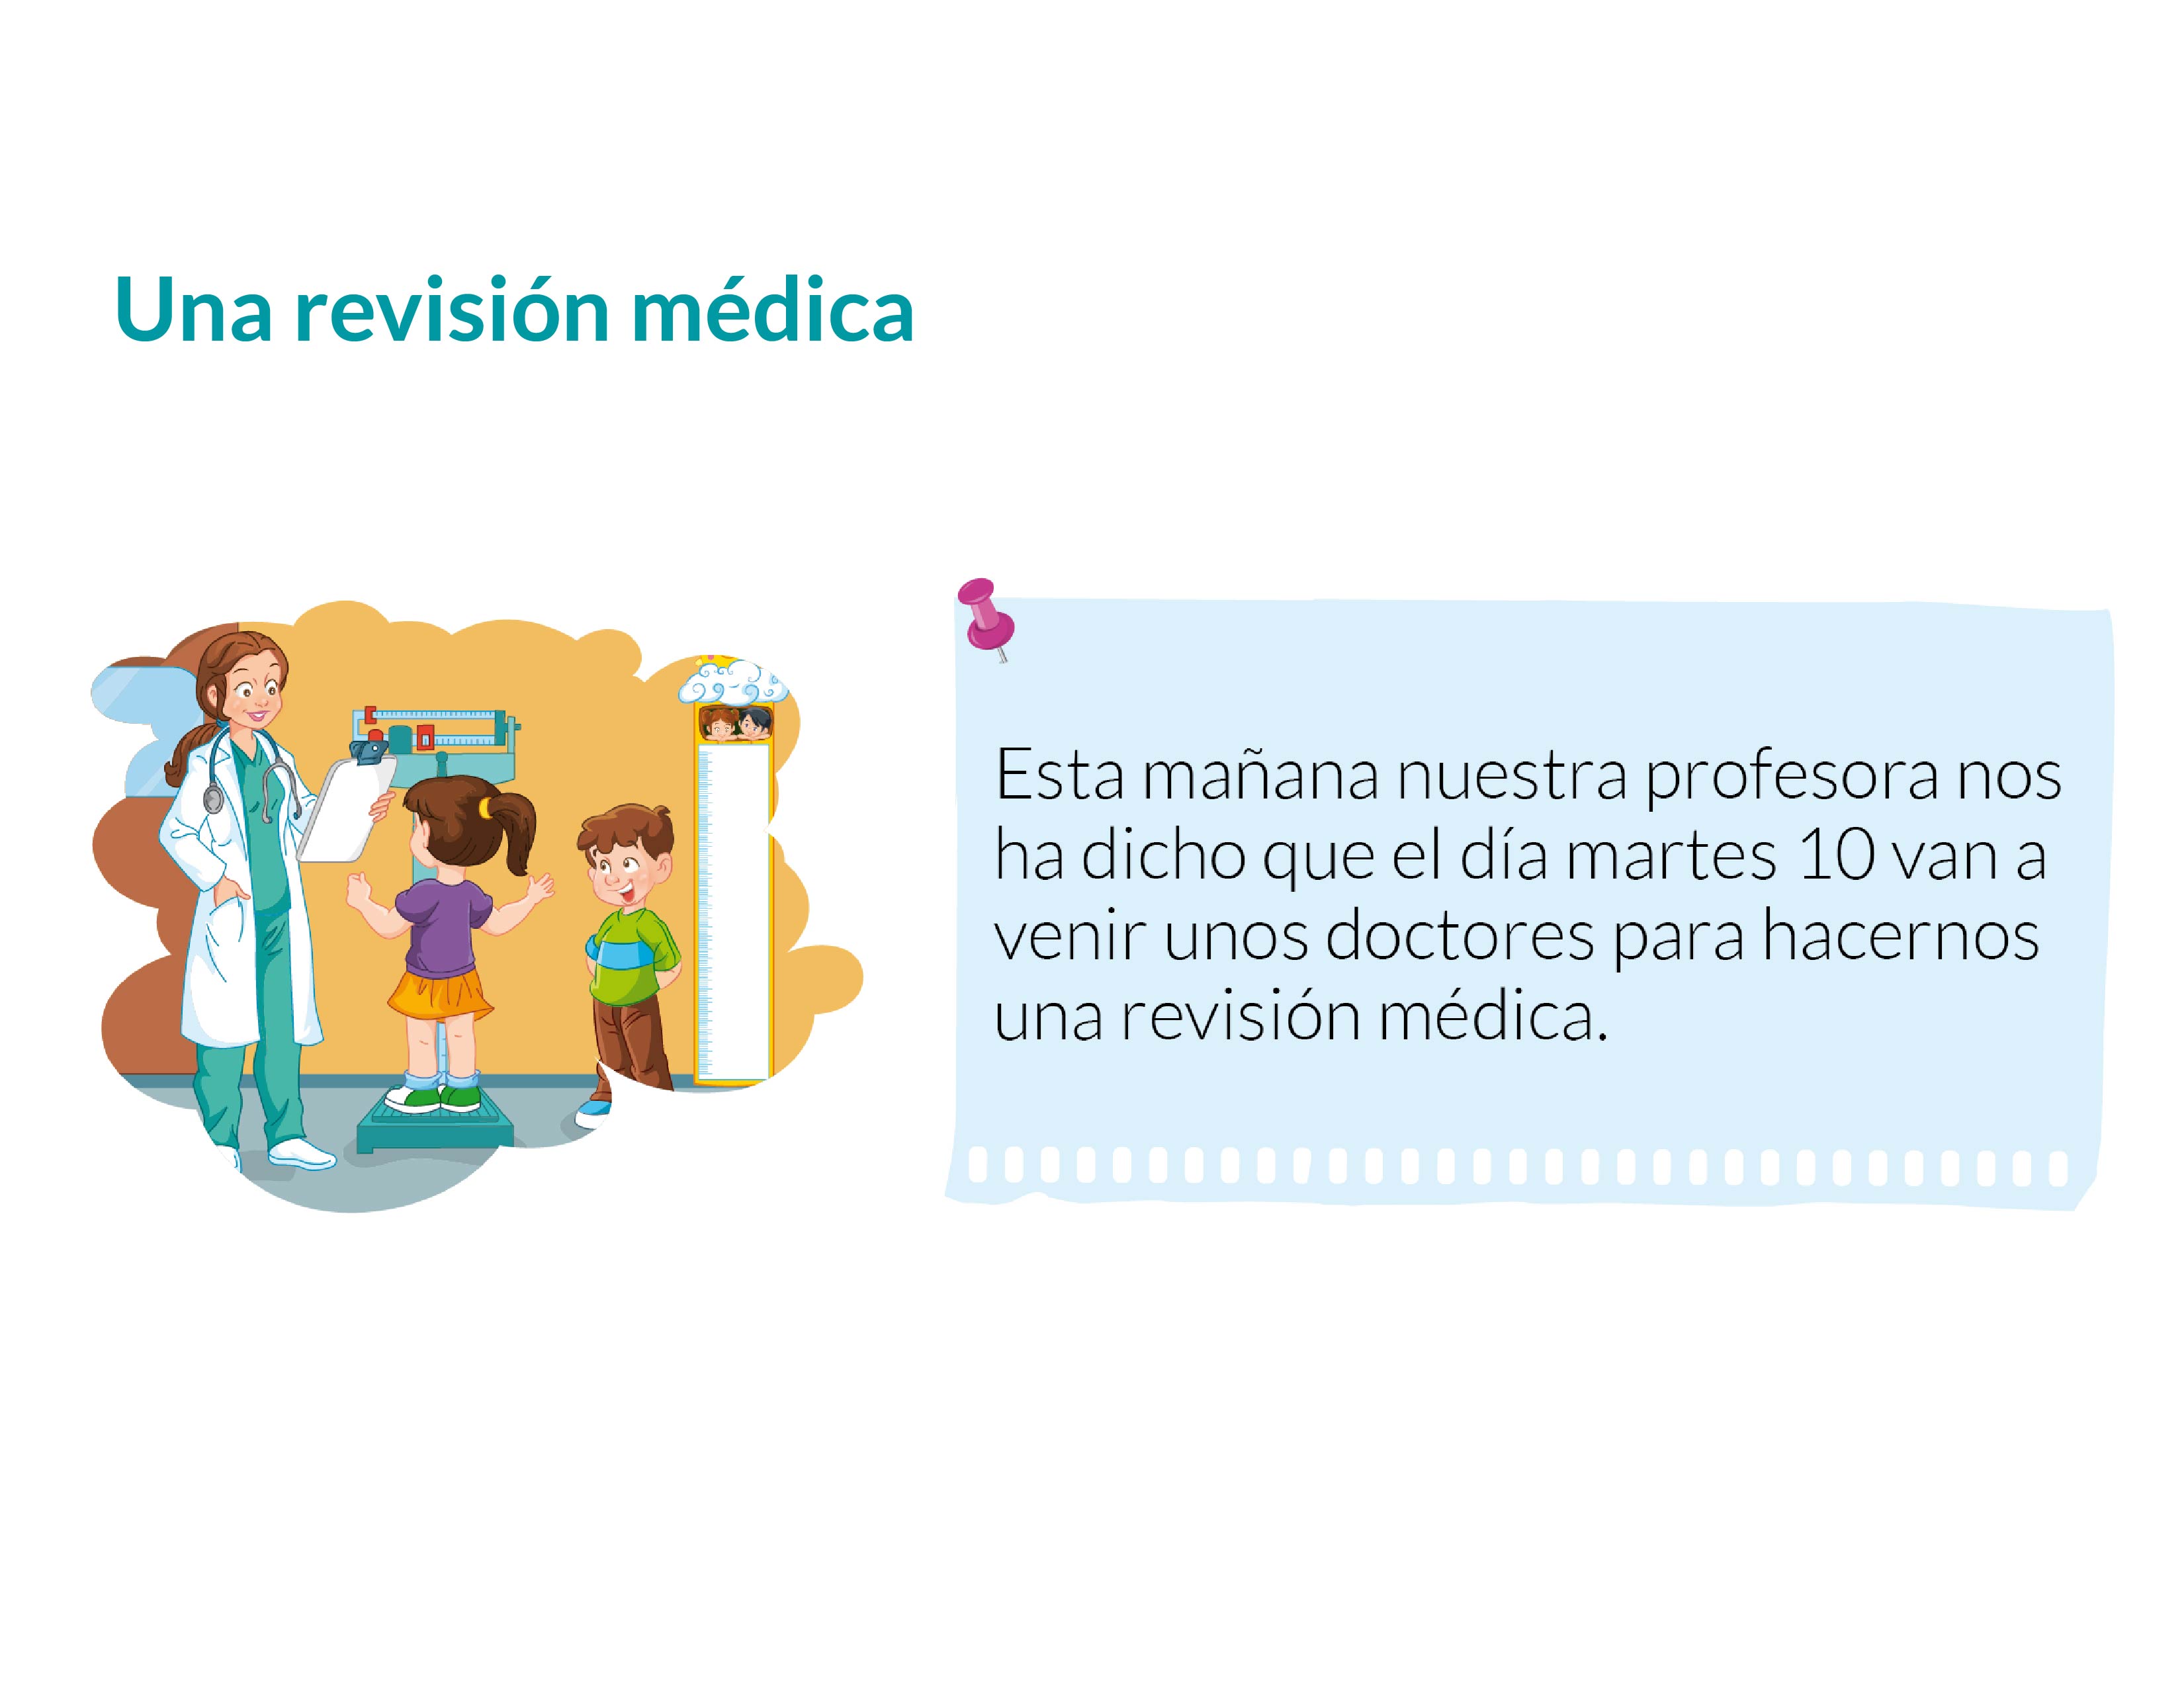 Una revisión médica
Esta mañana nuestra profesora nos
ha dicho que el día martes 10 van a
venir unos doctores para hacernos
una revisión médica.